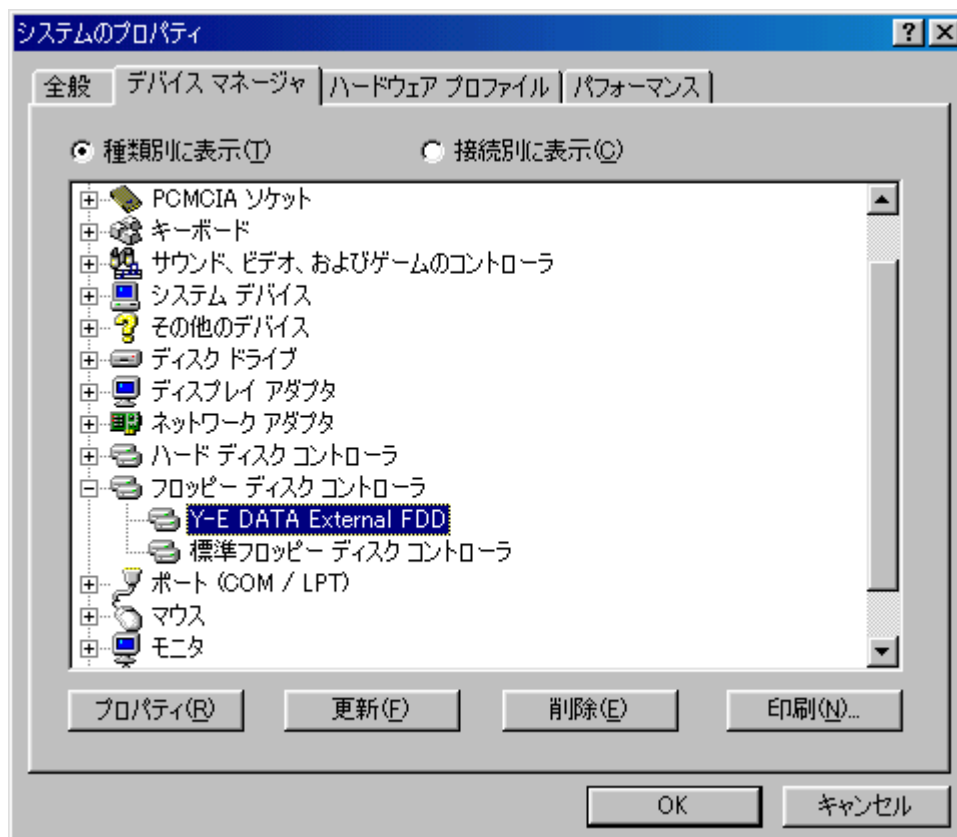 システムのプロパティ
全般 デバイス マネージャ ハードウェア プロファイル パフォーマンス
種類別に表示(T) 接続別に表示(C)
PCMCIA ソケット
キーボード
サウンド、ビデオ、およびゲームのコントローラ
システム デバイス
その他のデバイス
ディスク ドライブ
ディスプレイ アダプタ
ネットワーク アダプタ
ハード ディスク コントローラ
フロッピー ディスク コントローラ
Y-E DATA External FDD
標準フロッピー ディスク コントローラ
ポート (COM / LPT)
マウス
モニタ
プロパティ(R) 更新(F) 削除(E) 印刷(N)...
OK キャンセル